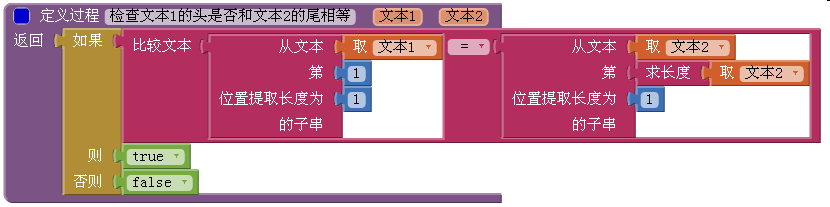 定义过程 检查文本1的头是否和文本2的尾相等 文本1 文本2
返回 如果 比较文本 从文本 取 文本1 = 从文本 取 文本2
第 1 第 求长度 取 文本2
位置提取长度为 1 位置提取长度为 1
的子串 的子串
则 true
否则 false